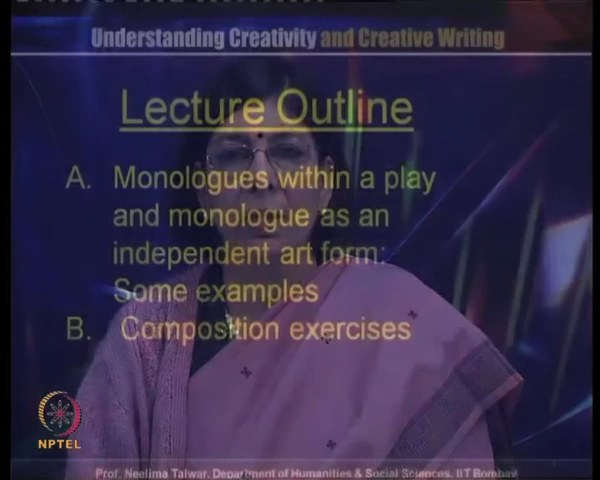 Understanding Creativity and Creative Writing
Lecture Outline
A. Monologues within a play
and monologue as an
independent art form:
Some examples
B. Composition exercises
NPTEL
Prof. Neelima Talwar, Department of Humanities & Social Sciences, IIT Bombay